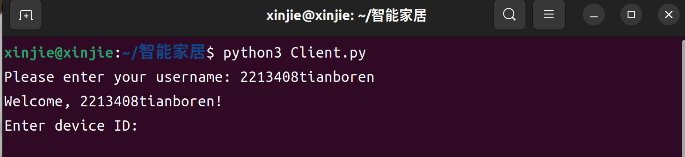 xinjie@xinjie: ~/智能家居
xinjie@xinjie:~/智能家居$ python3 Client.py
Please enter your username: 2213408tianboren
Welcome, 2213408tianboren!
Enter device ID: